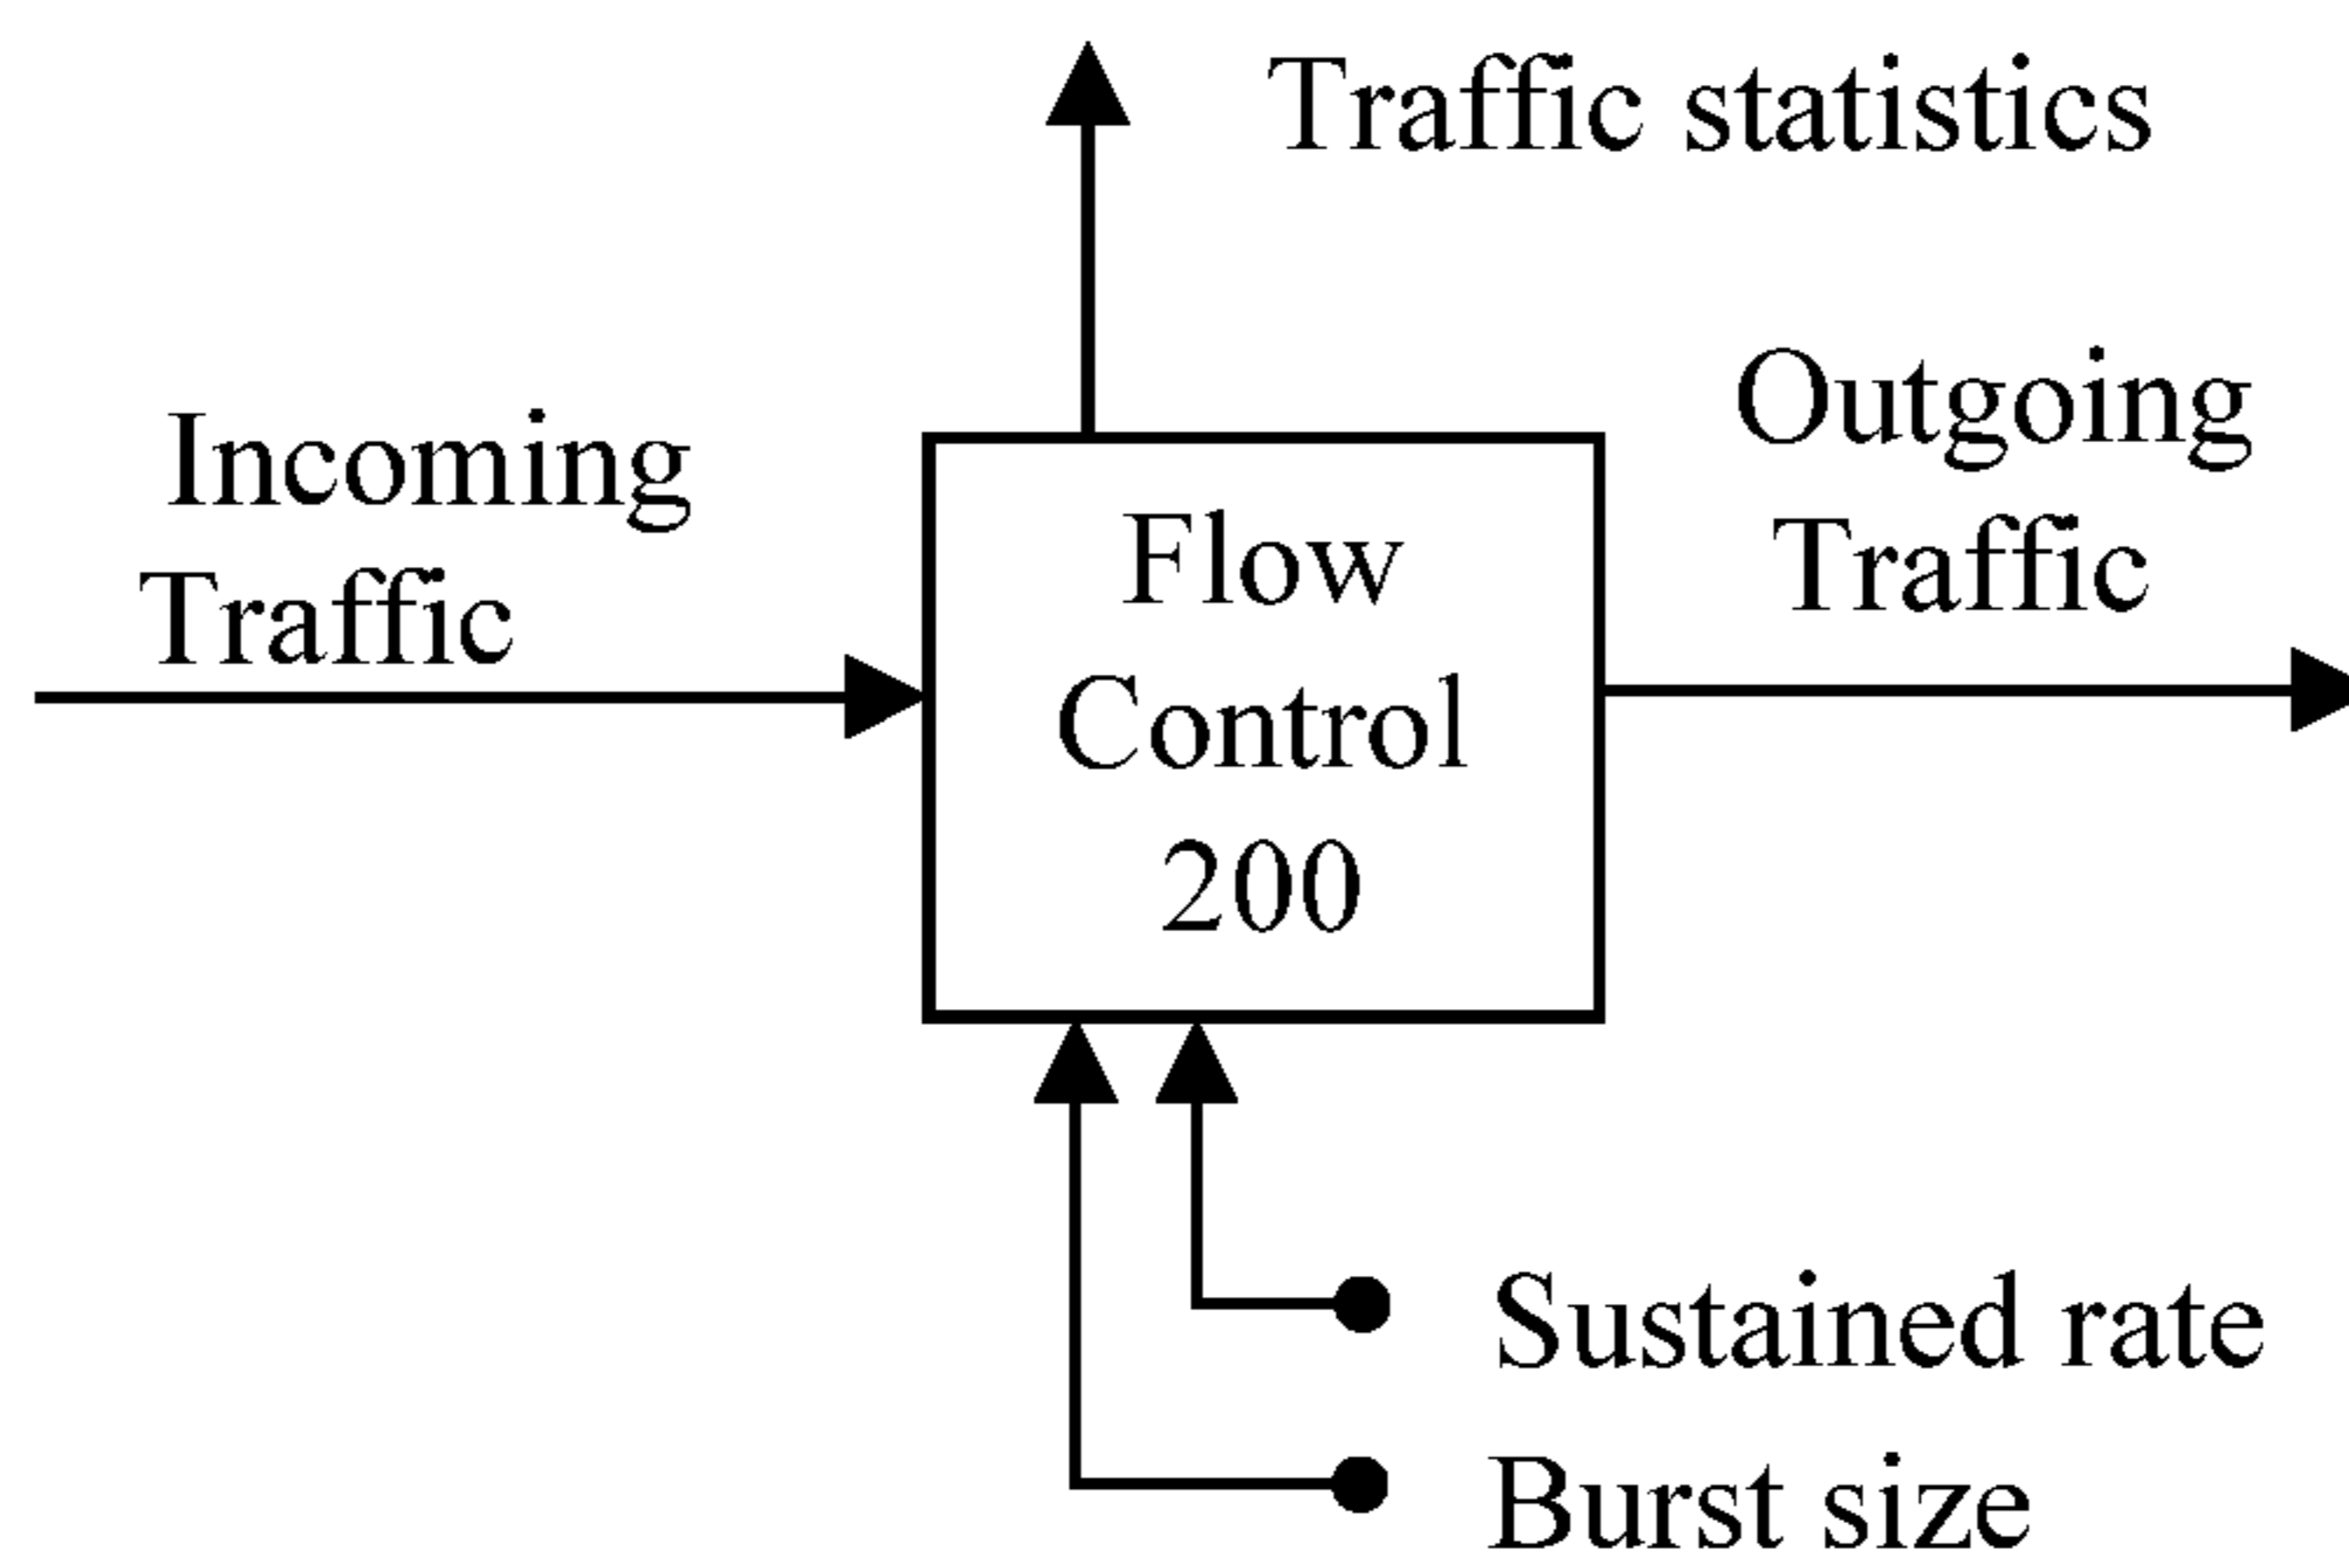 Traffic statistics
Incoming
Traffic
Flow
Control
200
Outgoing
Traffic
Sustained rate
Burst size